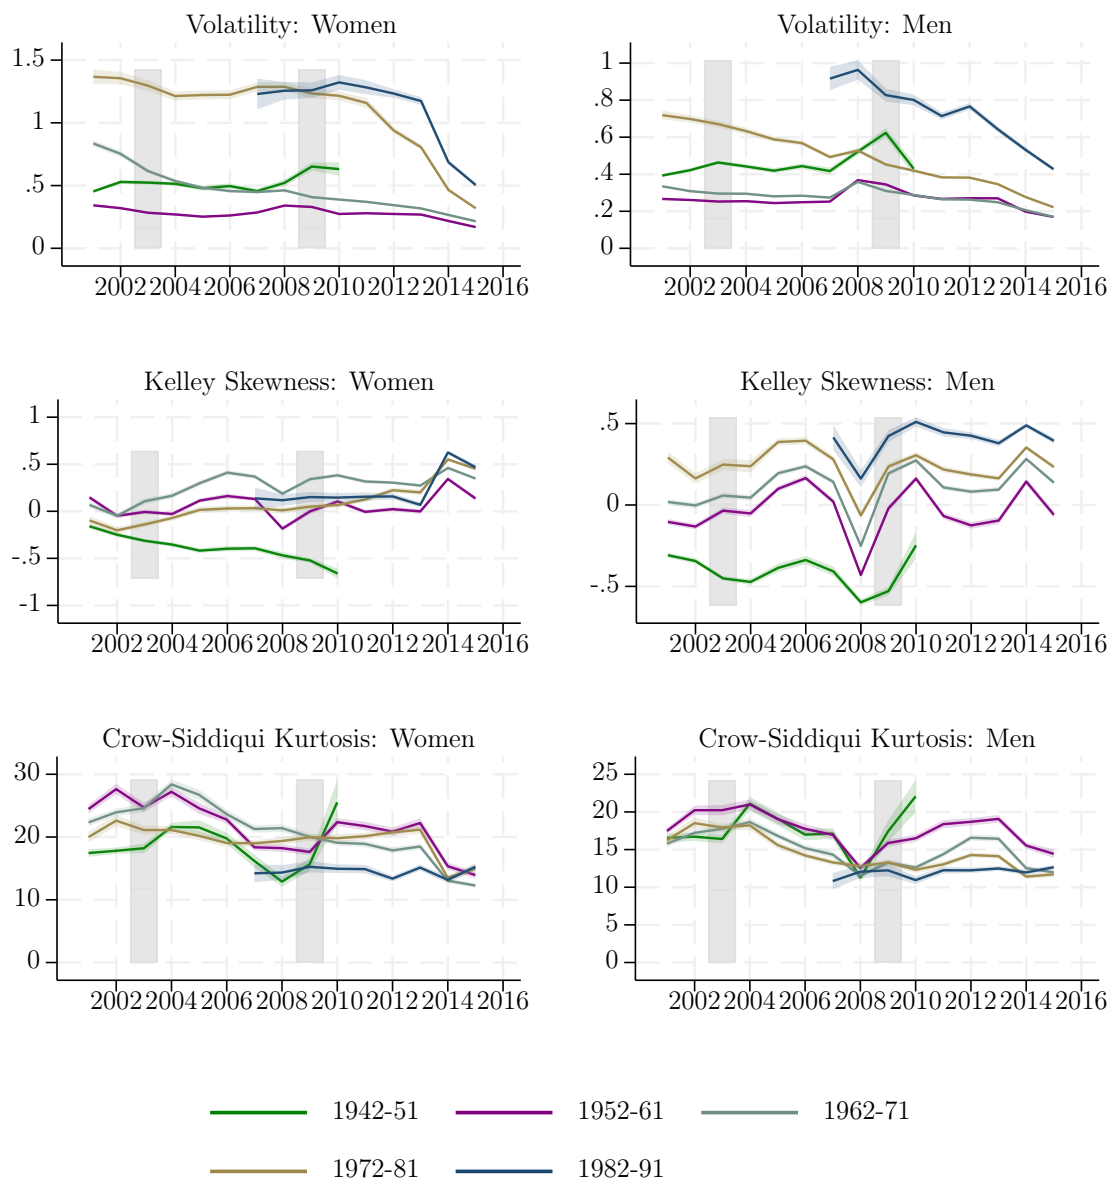 Volatility: Women
1.5
1
.5
0
2002 2004 2006 2008 2010 2012 2014 2016
Volatility: Men
1
.8
.6
.4
.2
0
2002 2004 2006 2008 2010 2012 2014 2016
Kelley Skewness: Women
1
.5
0
-.5
-1
2002 2004 2006 2008 2010 2012 2014 2016
Kelley Skewness: Men
.5
0
-.5
2002 2004 2006 2008 2010 2012 2014 2016
Crow-Siddiqui Kurtosis: Women
30
20
10
0
2002 2004 2006 2008 2010 2012 2014 2016
Crow-Siddiqui Kurtosis: Men
25
20
15
10
5
0
2002 2004 2006 2008 2010 2012 2014 2016
1942-51 1952-61 1962-71
1972-81 1982-91